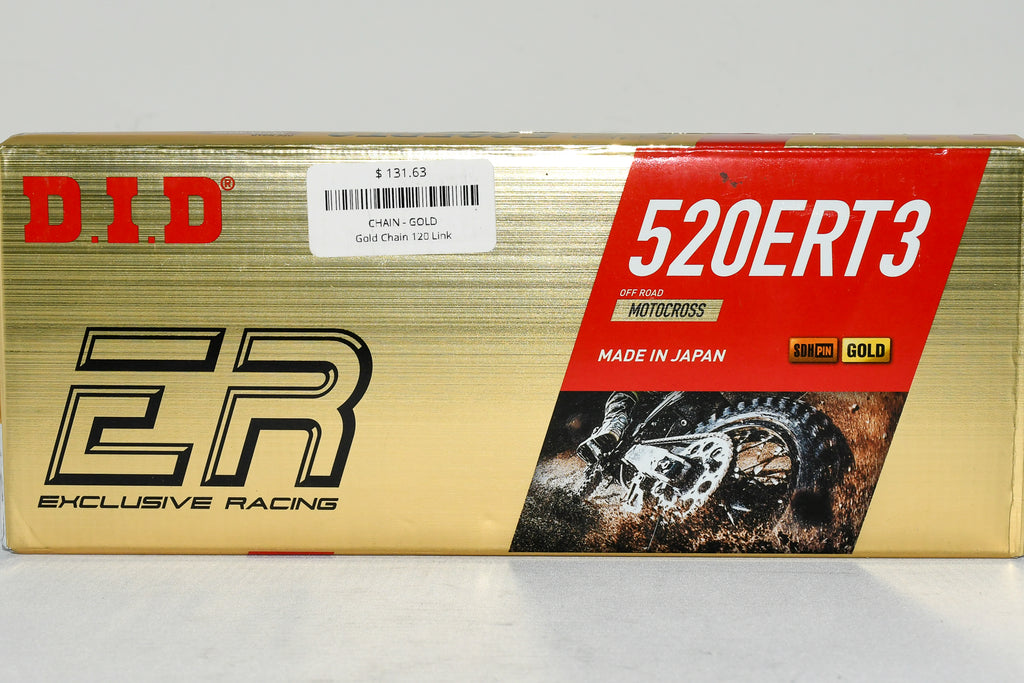 D.I.D®
$ 131.63
CHAIN - GOLD
Gold Chain 120 Link
520ERT3
OFF ROAD
MOTOCROSS
MADE IN JAPAN
SDH PIN
GOLD
ER
EXCLUSIVE RACING